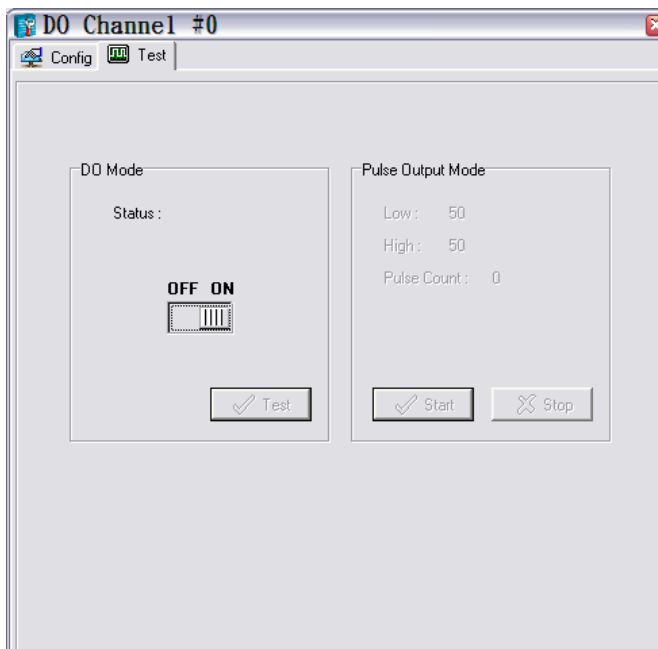 DO Channel #0
Config Test
DO Mode
Status :
OFF ON
Test
Pulse Output Mode
Low : 50
High : 50
Pulse Count : 0
Start Stop